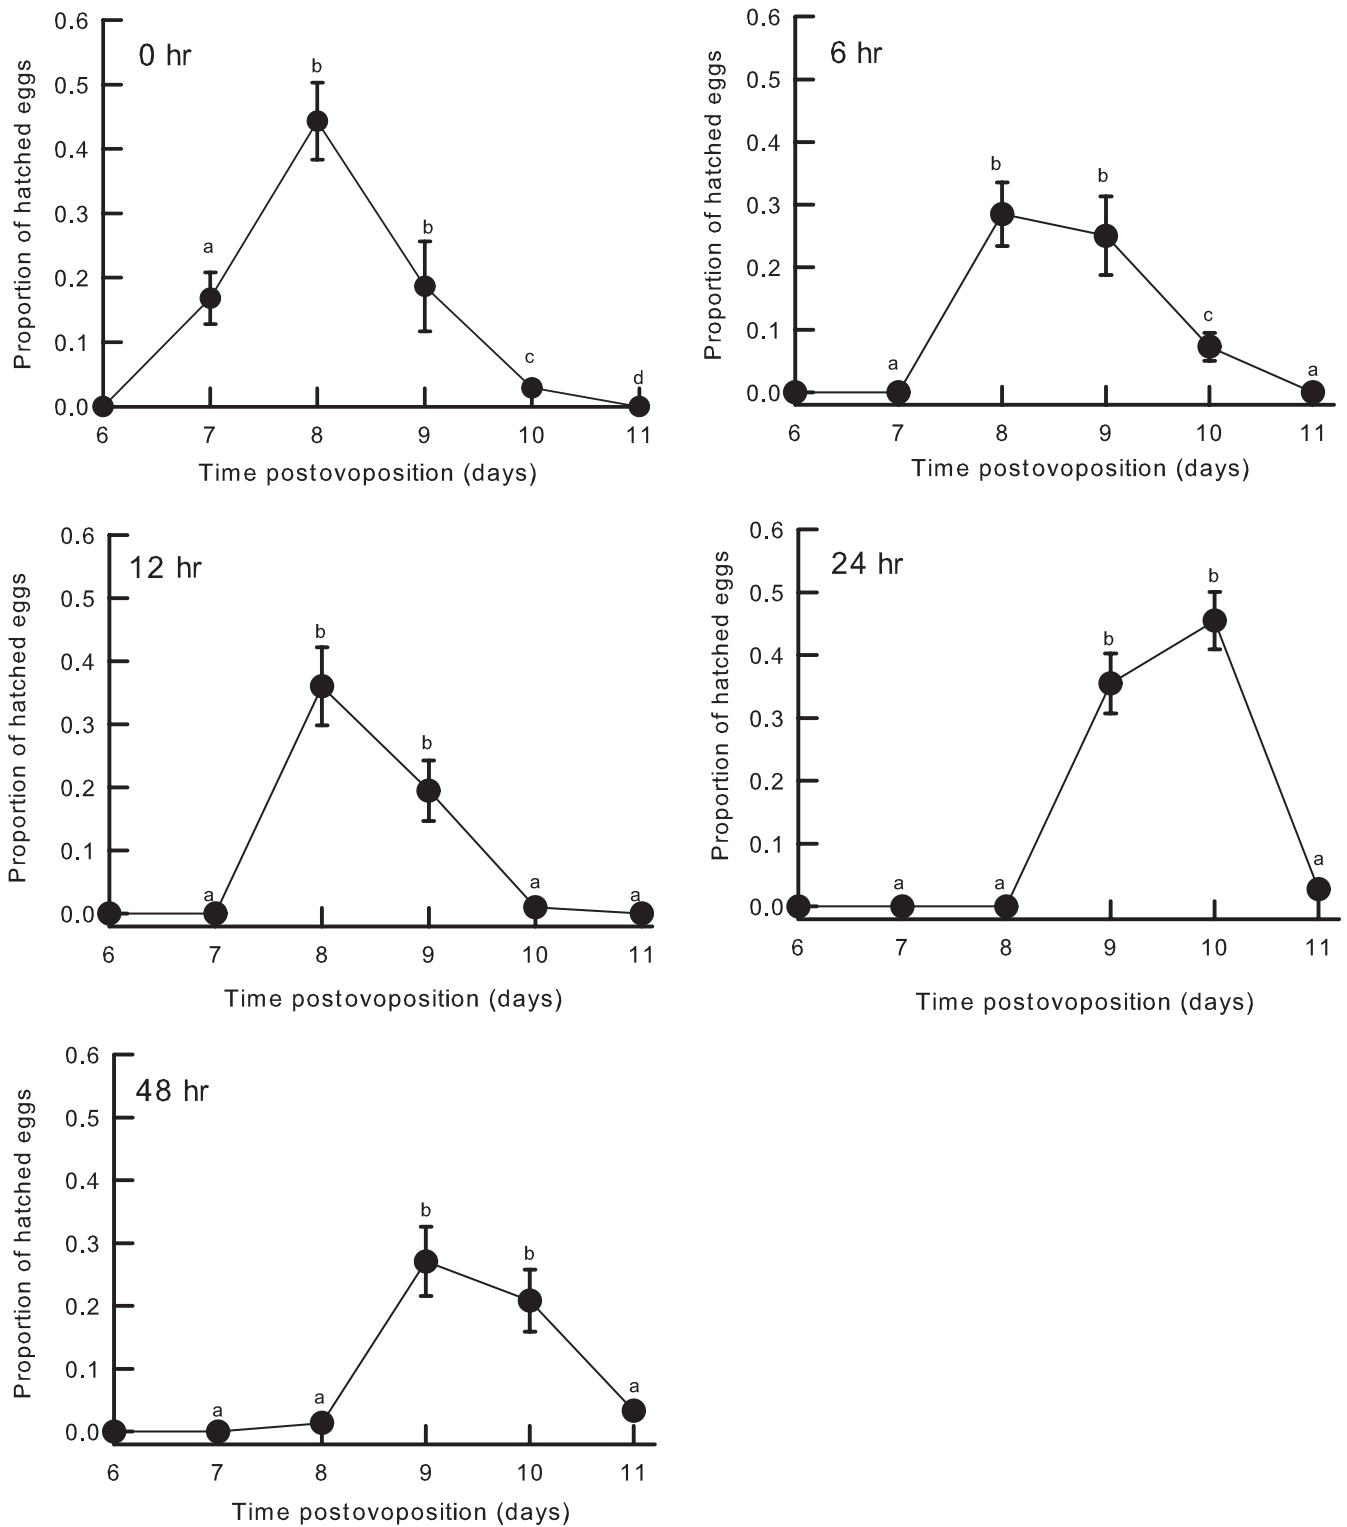 0 hr
Proportion of hatched eggs
0.6
0.5
0.4
0.3
0.2
0.1
0.0
a
b
b
c
d
6 7 8 9 10 11
Time postovoposition (days)
6 hr
Proportion of hatched eggs
0.6
0.5
0.4
0.3
0.2
0.1
0.0
a
b
b
c
a
6 7 8 9 10 11
Time postovoposition (days)
12 hr
Proportion of hatched eggs
0.6
0.5
0.4
0.3
0.2
0.1
0.0
a
b
b
a
a
6 7 8 9 10 11
Time postovoposition (days)
24 hr
Proportion of hatched eggs
0.6
0.5
0.4
0.3
0.2
0.1
0.0
a
a
b
b
a
6 7 8 9 10 11
Time postovoposition (days)
48 hr
Proportion of hatched eggs
0.6
0.5
0.4
0.3
0.2
0.1
0.0
a
a
b
b
a
6 7 8 9 10 11
Time postovoposition (days)